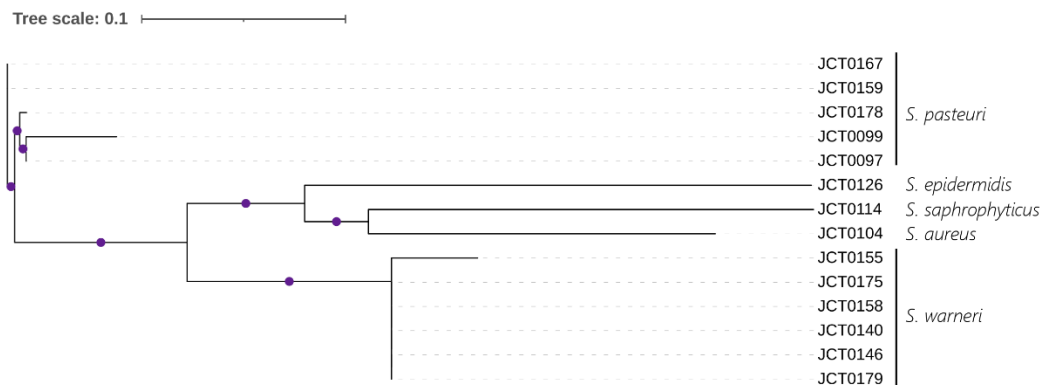 Tree scale: 0.1
JCT0167
JCT0159
JCT0178
S. pasteuri
JCT0099
JCT0097
JCT0126 S. epidermidis
JCT0114 S. saphrophyticus
JCT0104 S. aureus
JCT0155
JCT0175
JCT0158
S. warneri
JCT0140
JCT0146
JCT0179